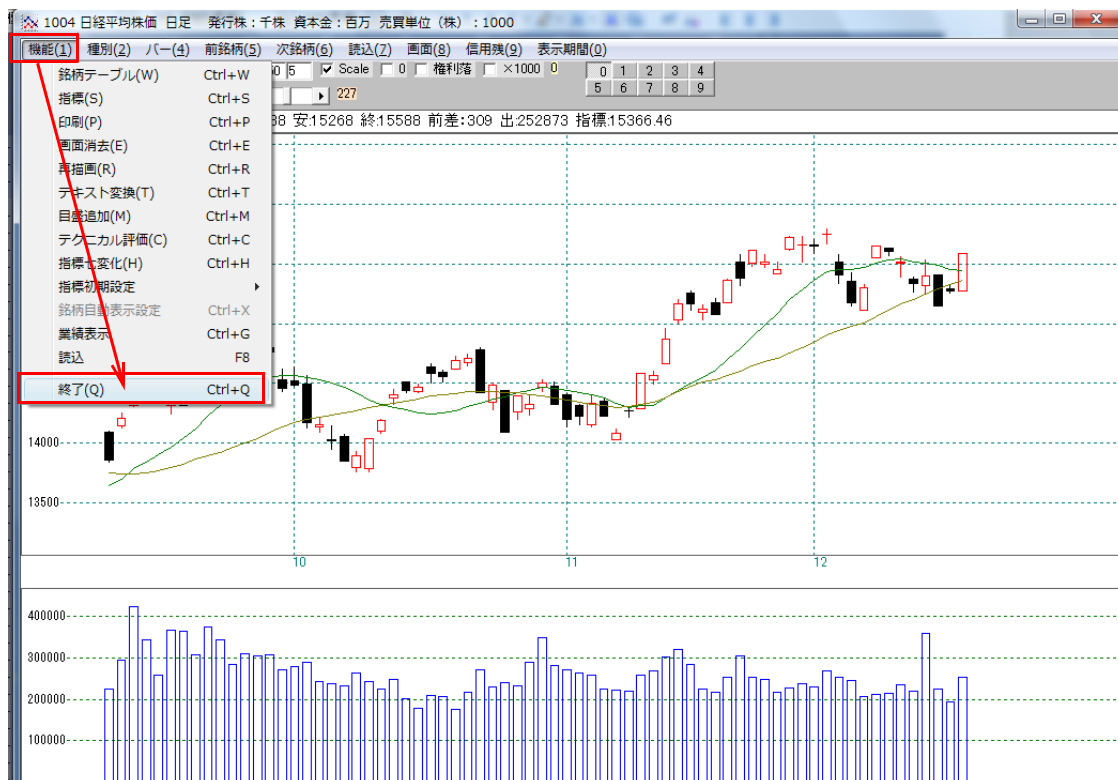 1004 日経平均株価 日足 発行株：千株 資本金：百万 売買単位（株）：1000
機能(1) 種別(2) バー(4) 前銘柄(5) 次銘柄(6) 読込(7) 画面(8) 信用残(9) 表示期間(0)
銘柄テーブル(W) Ctrl+W
指標(S) Ctrl+S
印刷(P) Ctrl+P
画面消去(E) Ctrl+E
再描画(R) Ctrl+R
テキスト変換(T) Ctrl+T
目盛追加(M) Ctrl+M
テクニカル評価(C) Ctrl+C
指標七変化(H) Ctrl+H
指標初期設定
銘柄自動表示設定 Ctrl+X
業績表示 Ctrl+G
読込 F8
終了(Q) Ctrl+Q
5 Scale 0 権利落 ×1000 0
0 1 2 3 4
5 6 7 8 9
227
安:15268 終:15588 前差:309 出:252873 指標:15366.46
14000
13500
10 11 12
400000
300000
200000
100000